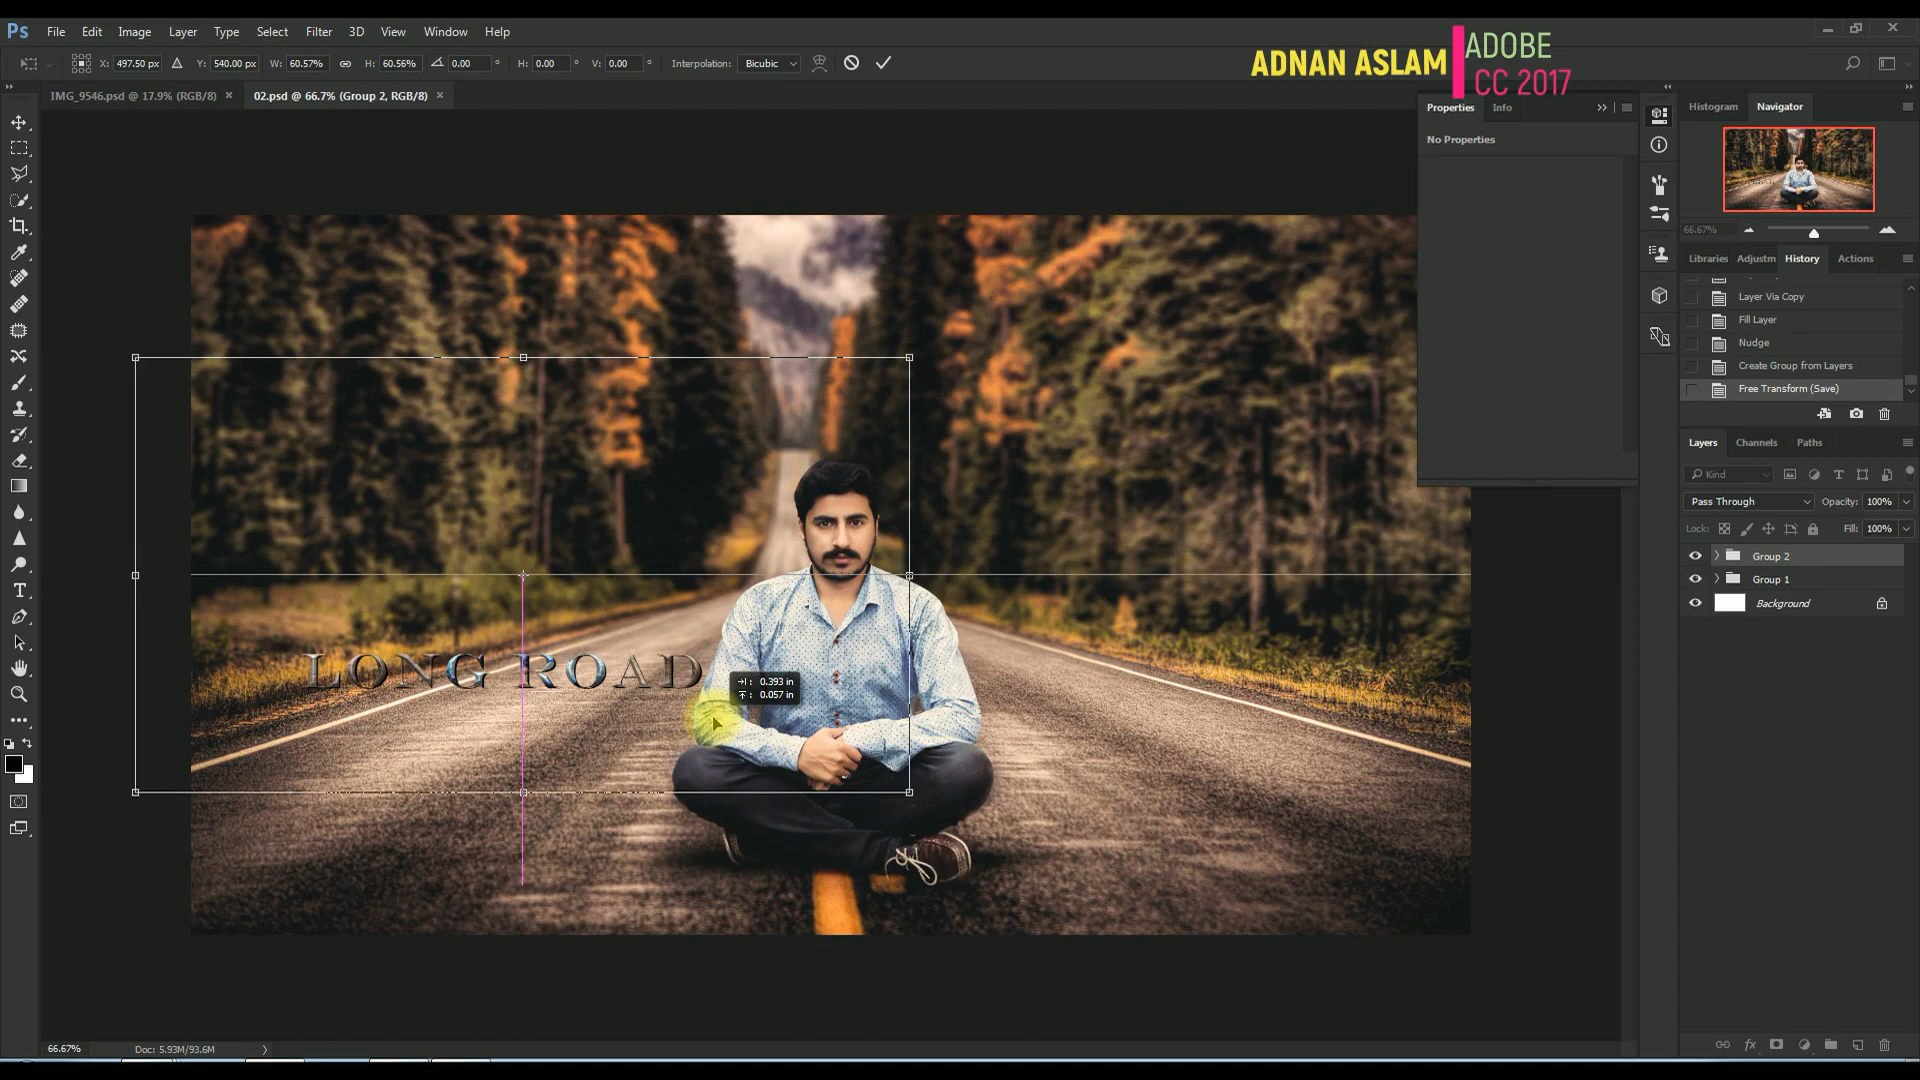 Ps File Edit Image Layer Type Select Filter 3D View Window Help
ADNAN ASLAM
ADOBE
CC 2017
X: 497.50 px Y: 540.00 px W: 60.57% H: 60.56% 0.00 ° H: 0.00 ° V: 0.00 ° Interpolation: Bicubic
IMG_9546.psd @ 17.9% (RGB/8) × 02.psd @ 66.7% (Group 2, RGB/8) ×
Properties Info
No Properties
Histogram Navigator
66.67%
Libraries Adjustm History Actions
Layer Via Copy
Fill Layer
Nudge
Create Group from Layers
Free Transform (Save)
Layers Channels Paths
Kind
Pass Through Opacity: 100%
Lock: Fill: 100%
Group 2
Group 1
Background
LONG ROAD
0.393 in
0.057 in
66.67% Doc: 5.93M/93.6M